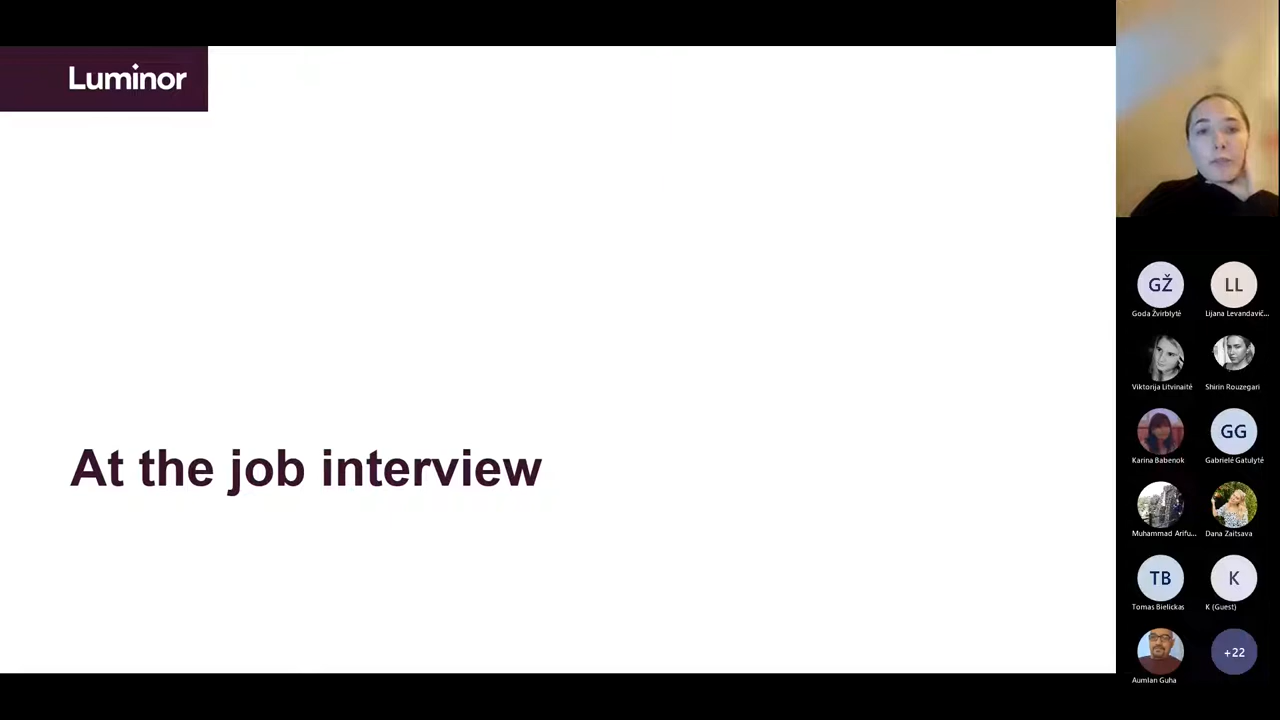 Luminor
At the job interview
GŽ
LL
Goda Žvirblytė
Lijana Levandavič...
Viktorija Litvinaitė
Shirin Rouzegari
GG
Karina Babenok
Gabrielė Gatulytė
Muhammad Arifu...
Dana Zaitsava
TB
K
Tomas Bielickas
K (Guest)
+22
Aumlan Guha